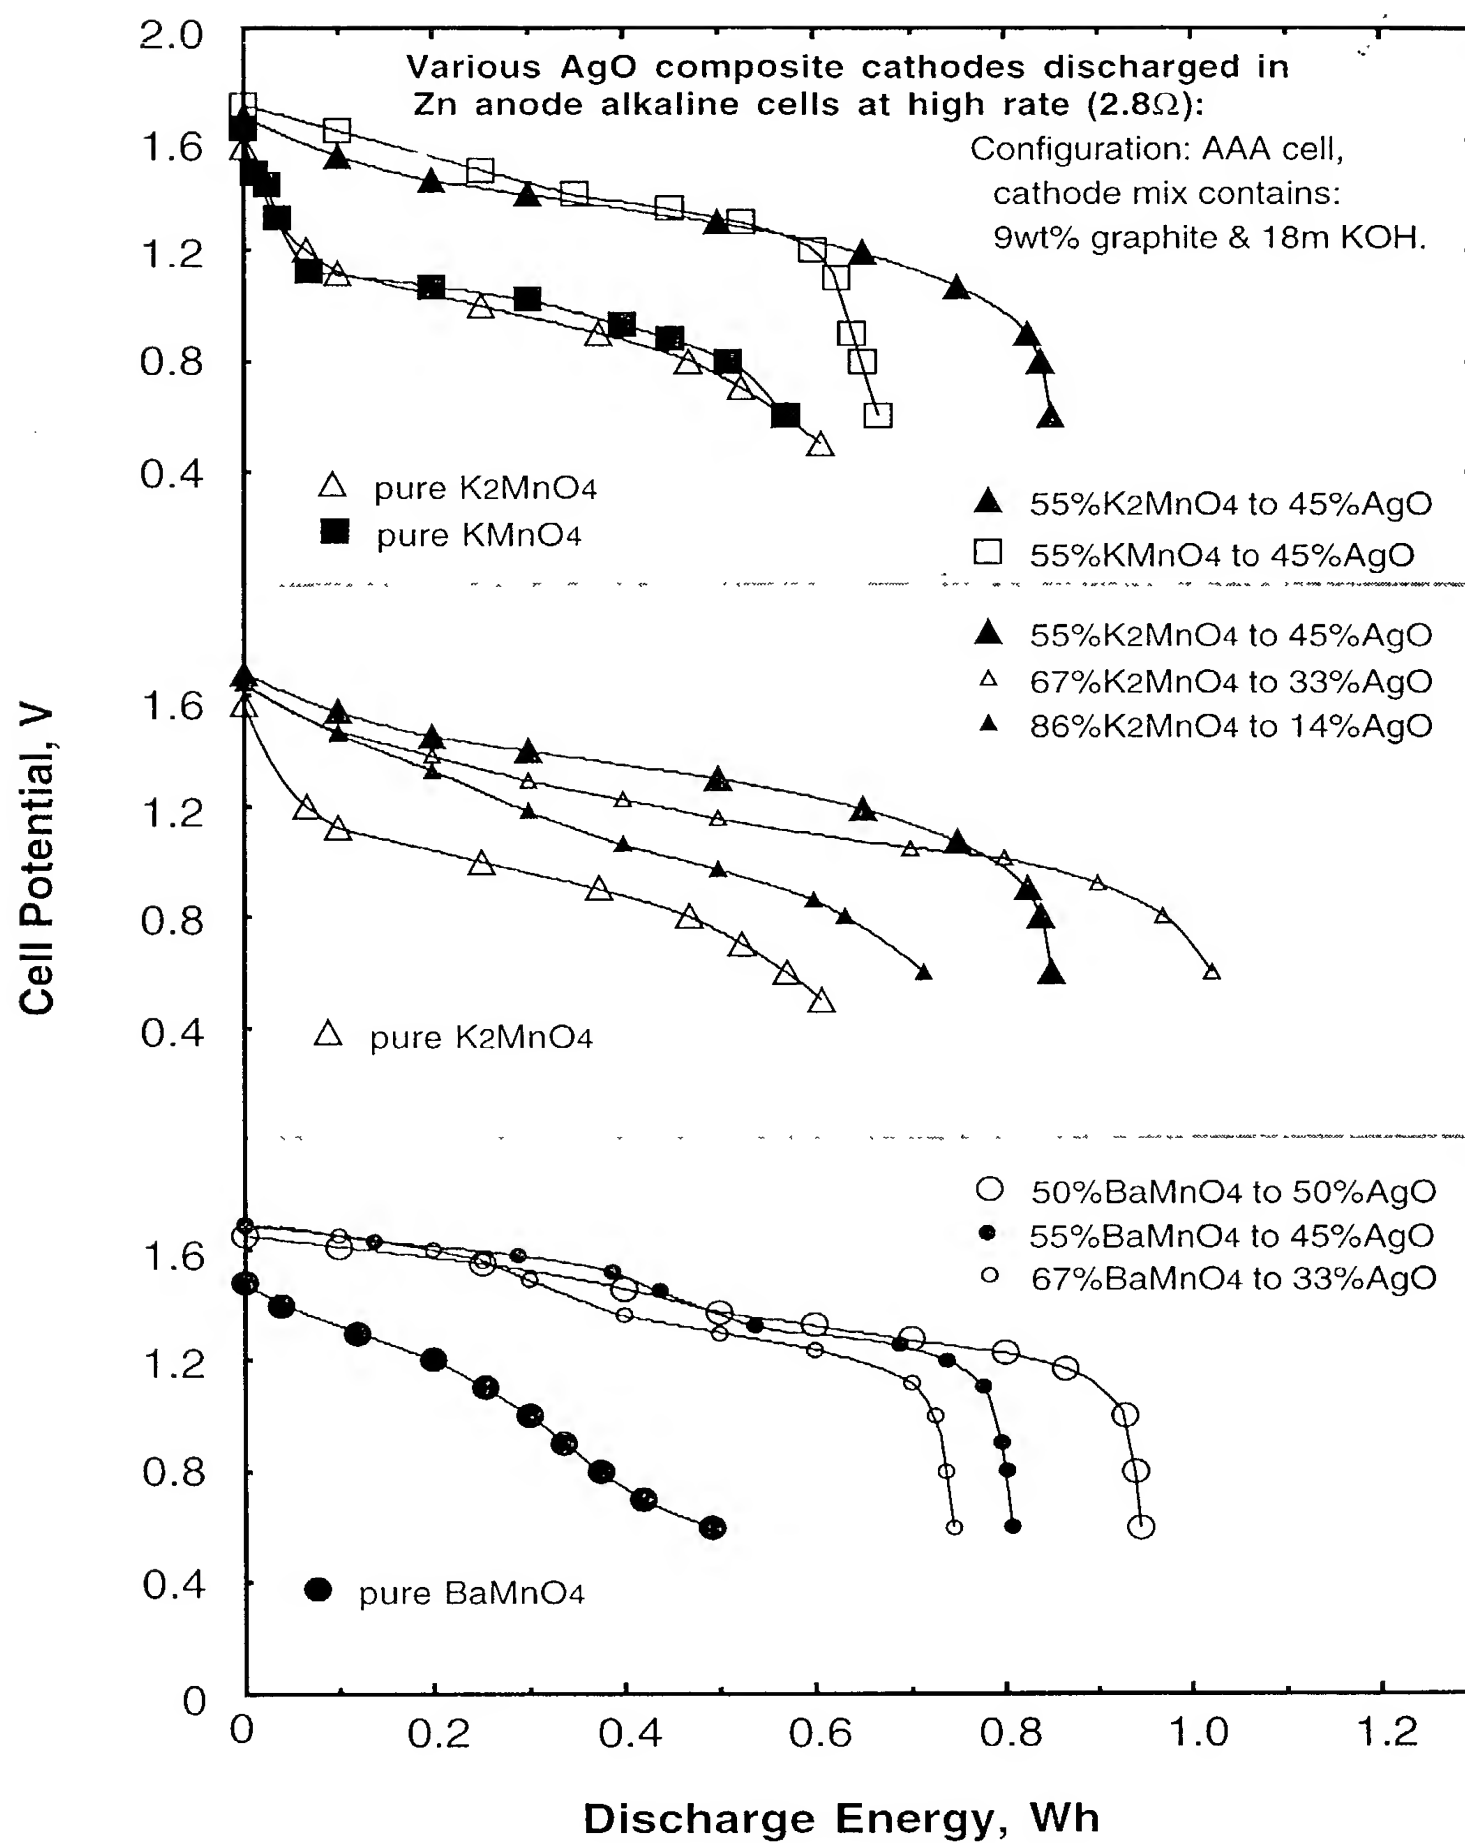 2.0
Various AgO composite cathodes discharged in
Zn anode alkaline cells at high rate (2.8Ω):
1.6
Configuration: AAA cell,
cathode mix contains:
9wt% graphite & 18m KOH.
1.2
0.8
0.4
pure K2MnO4
pure KMnO4
55%K2MnO4 to 45%AgO
55%KMnO4 to 45%AgO
55%K2MnO4 to 45%AgO
67%K2MnO4 to 33%AgO
86%K2MnO4 to 14%AgO
1.6
1.2
0.8
0.4
pure K2MnO4
Cell Potential, V
50%BaMnO4 to 50%AgO
55%BaMnO4 to 45%AgO
67%BaMnO4 to 33%AgO
1.6
1.2
0.8
0.4
pure BaMnO4
0
0 0.2 0.4 0.6 0.8 1.0 1.2
Discharge Energy, Wh